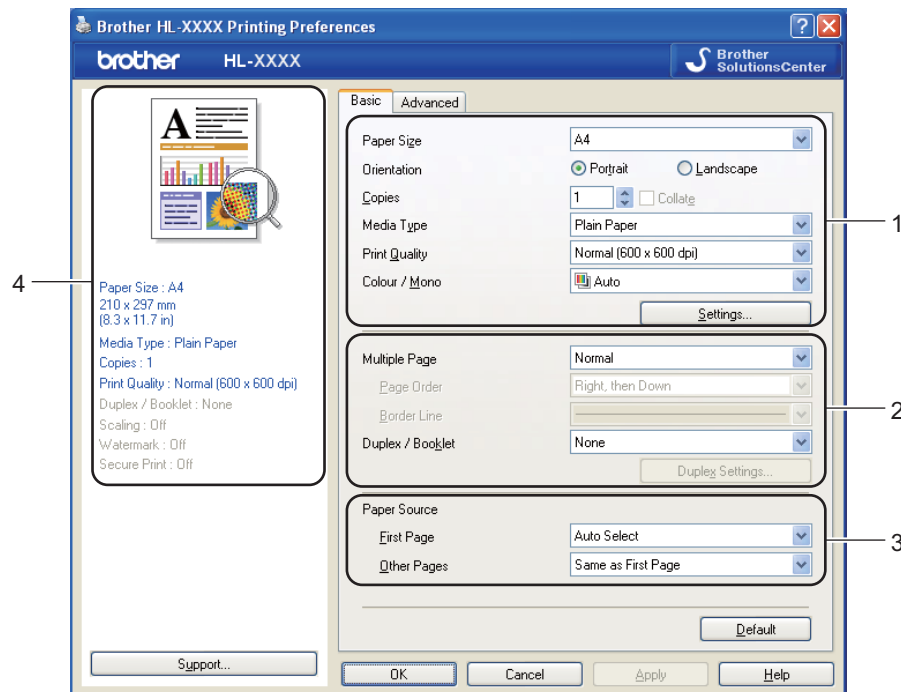 Brother HL-XXXX Printing Preferences
brother HL-XXXX
Brother
SolutionsCenter
A
4
Paper Size : A4
210 x 297 mm
(8.3 x 11.7 in)
Media Type : Plain Paper
Copies : 1
Print Quality : Normal (600 x 600 dpi)
Duplex / Booklet : None
Scaling : Off
Watermark : Off
Secure Print : Off
Support...
Basic Advanced
Paper Size A4
Orientation Portrait Landscape
Copies 1 Collate
Media Type Plain Paper
Print Quality Normal (600 x 600 dpi)
Colour / Mono Auto
Settings...
1
Multiple Page Normal
Page Order Right, then Down
Border Line
Duplex / Booklet None
Duplex Settings...
2
Paper Source
First Page Auto Select
Other Pages Same as First Page
3
Default
OK Cancel Apply Help